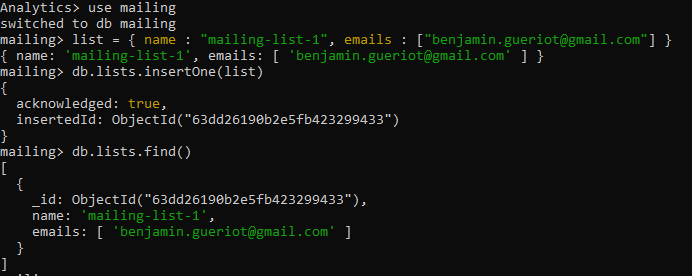 Analytics> use mailing
switched to db mailing
mailing> list = { name : "mailing-list-1", emails : ["benjamin.gueriot@gmail.com"] }
{ name: 'mailing-list-1', emails: [ 'benjamin.gueriot@gmail.com' ] }
mailing> db.lists.insertOne(list)
{
  acknowledged: true,
  insertedId: ObjectId("63dd26190b2e5fb423299433")
}
mailing> db.lists.find()
[
  {
    _id: ObjectId("63dd26190b2e5fb423299433"),
    name: 'mailing-list-1',
    emails: [ 'benjamin.gueriot@gmail.com' ]
  }
]